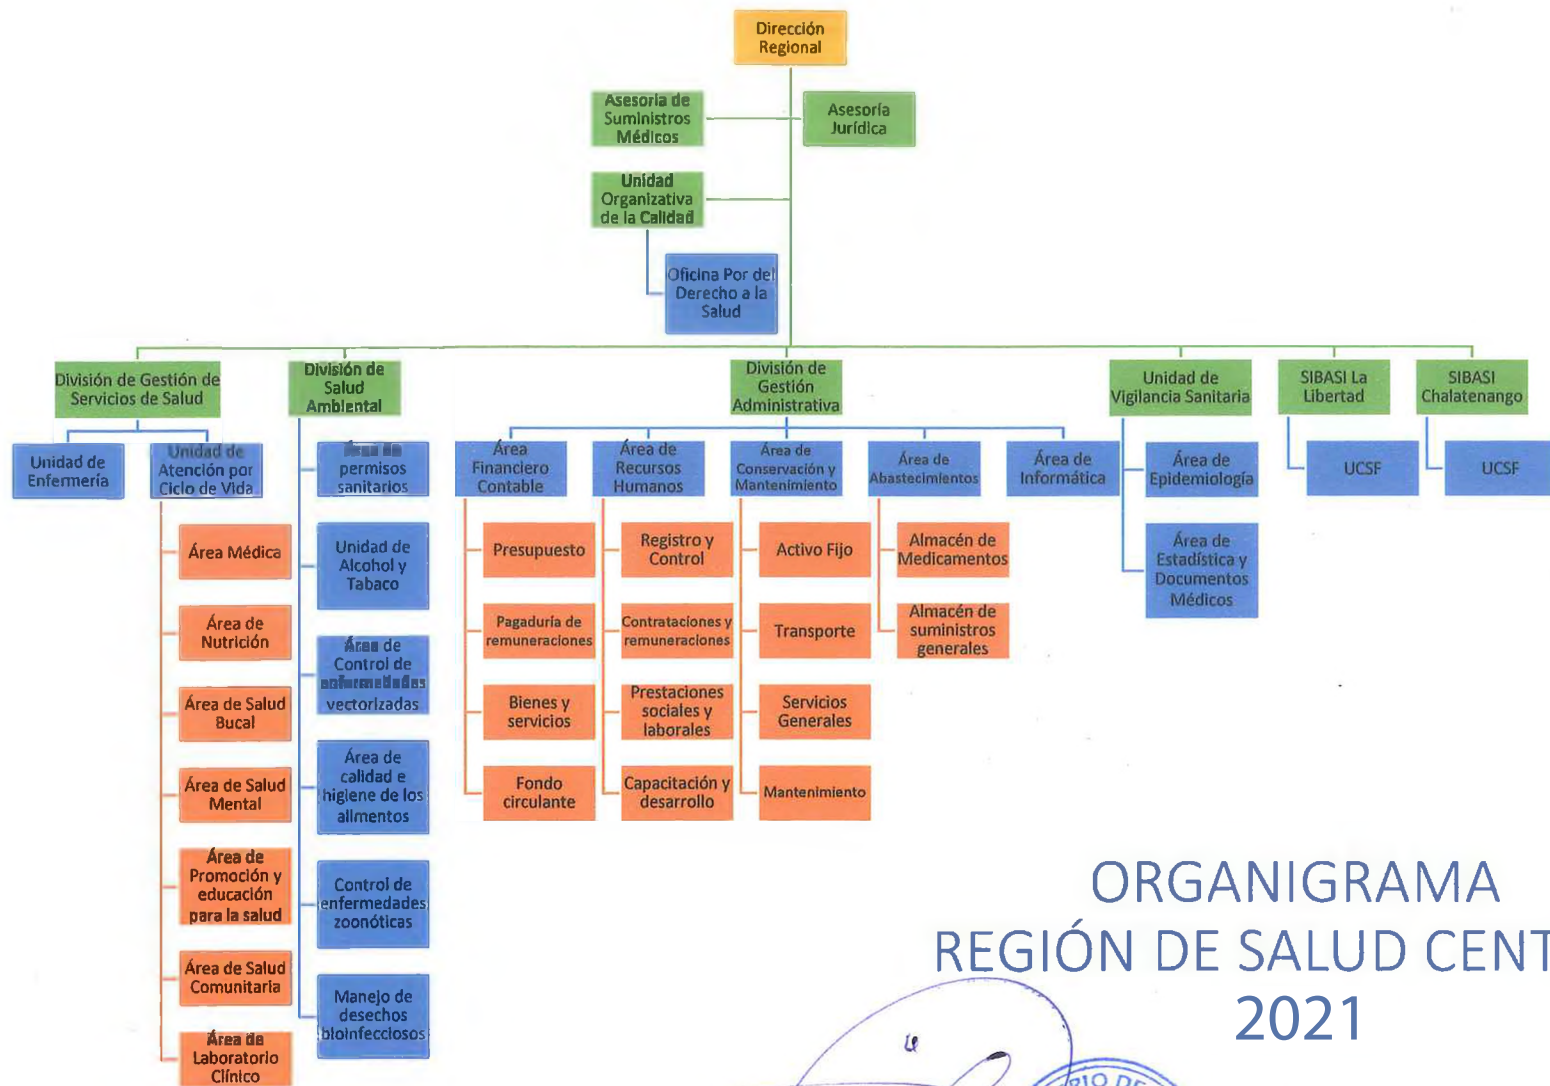 Dirección
Regional
Asesoría de
Suministros
Médicos
Asesoría
Jurídica
Unidad
Organizativa
de la Calidad
Oficina Por del
Derecho a la
Salud
División de Gestión de
Servicios de Salud
División de
Salud
Ambiental
División de
Gestión
Administrativa
Unidad de
Vigilancia Sanitaria
SIBASI La
Libertad
SIBASI
Chalatenango
Unidad de
Enfermería
Unidad de
Atención por
Ciclo de Vida
Área de
permisos
sanitarios
Área
Financiero
Contable
Área de
Recursos
Humanos
Área de
Conservación y
Mantenimiento
Área de
Abastecimientos
Área de
Informática
Área de
Epidemiología
UCSF
UCSF
Área Médica
Área de
Nutrición
Área de Salud
Bucal
Área de Salud
Mental
Área de
Promoción y
educación
para la salud
Área de Salud
Comunitaria
Área de
Laboratorio
Clínico
Unidad de
Alcohol y
Tabaco
Área de
Control de
enfermedades
vectorizadas
Área de
calidad e
higiene de los
alimentos
Control de
enfermedades
zoonóticas
Manejo de
desechos
bioinfecciosos
Presupuesto
Pagaduría de
remuneraciones
Bienes y
servicios
Fondo
circulante
Registro y
Control
Contrataciones y
remuneraciones
Prestaciones
sociales y
laborales
Capacitación y
desarrollo
Activo Fijo
Transporte
Servicios
Generales
Mantenimiento
Almacén de
Medicamentos
Almacén de
suministros
generales
Área de
Estadística y
Documentos
Médicos
ORGANIGRAMA
REGIÓN DE SALUD CENT
2021